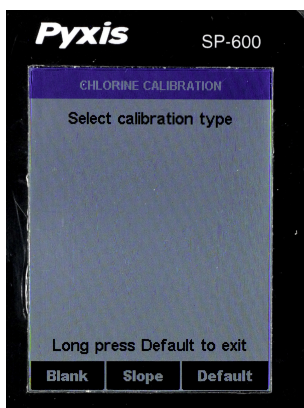 Pyxis
SP-600
CHLORINE CALIBRATION
Select calibration type
Long press Default to exit
Blank Slope Default